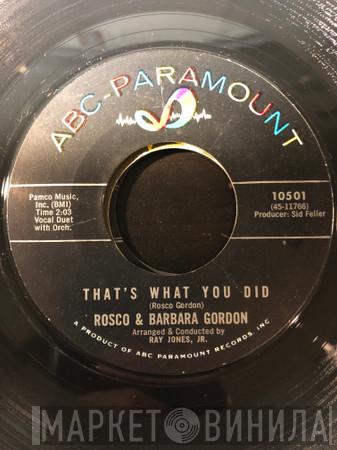 ABC-PARAMOUNT
Pamco Music,
Inc. (BMI)
Time 2:03
Vocal Duet
with Orch.
10501
(45-11766)
Producer: Sid Feller
THAT'S WHAT YOU DID
(Rosco Gordon)
ROSCO & BARBARA GORDON
Arranged & Conducted by
RAY JONES, JR.
A PRODUCT OF ABC PARAMOUNT RECORDS, INC
МАРКЕТ ВИНИЛА